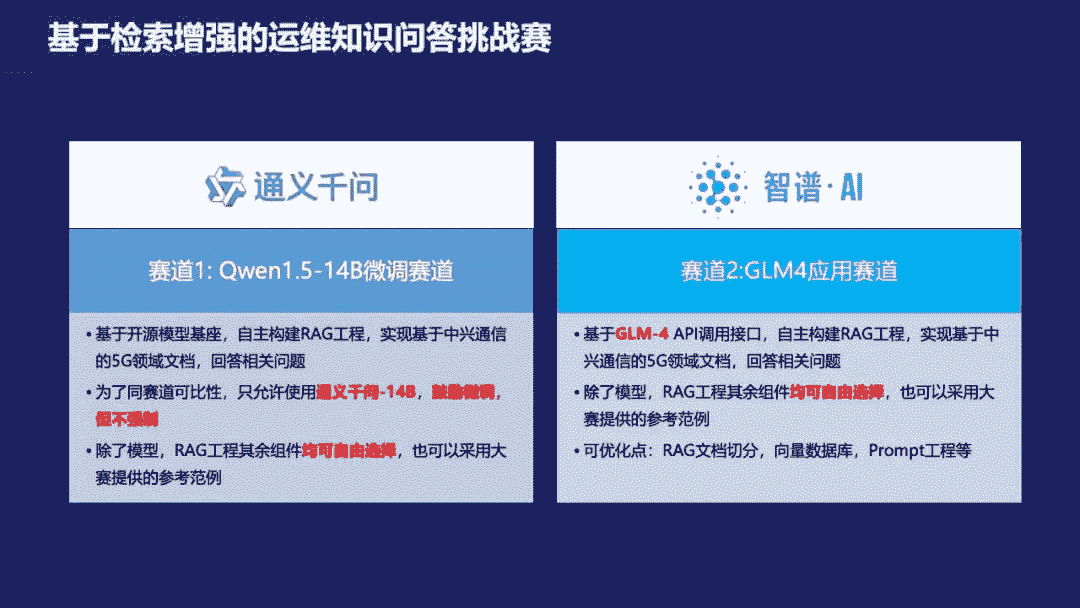 基于检索增强的运维知识问答挑战赛
通义千问
赛道1: Qwen1.5-14B微调赛道
• 基于开源模型基座，自主构建RAG工程，实现基于中兴通信
的5G领域文档，回答相关问题
• 为了同赛道可比性，只允许使用通义千问-14B，鼓励微调，
但不强制
• 除了模型，RAG工程其余组件均可自由选择，也可以采用大
赛提供的参考范例
智谱·AI
赛道2:GLM4应用赛道
• 基于GLM-4 API调用接口，自主构建RAG工程，实现基于中
兴通信的5G领域文档，回答相关问题
• 除了模型，RAG工程其余组件均可自由选择，也可以采用大
赛提供的参考范例
• 可优化点：RAG文档切分，向量数据库，Prompt工程等